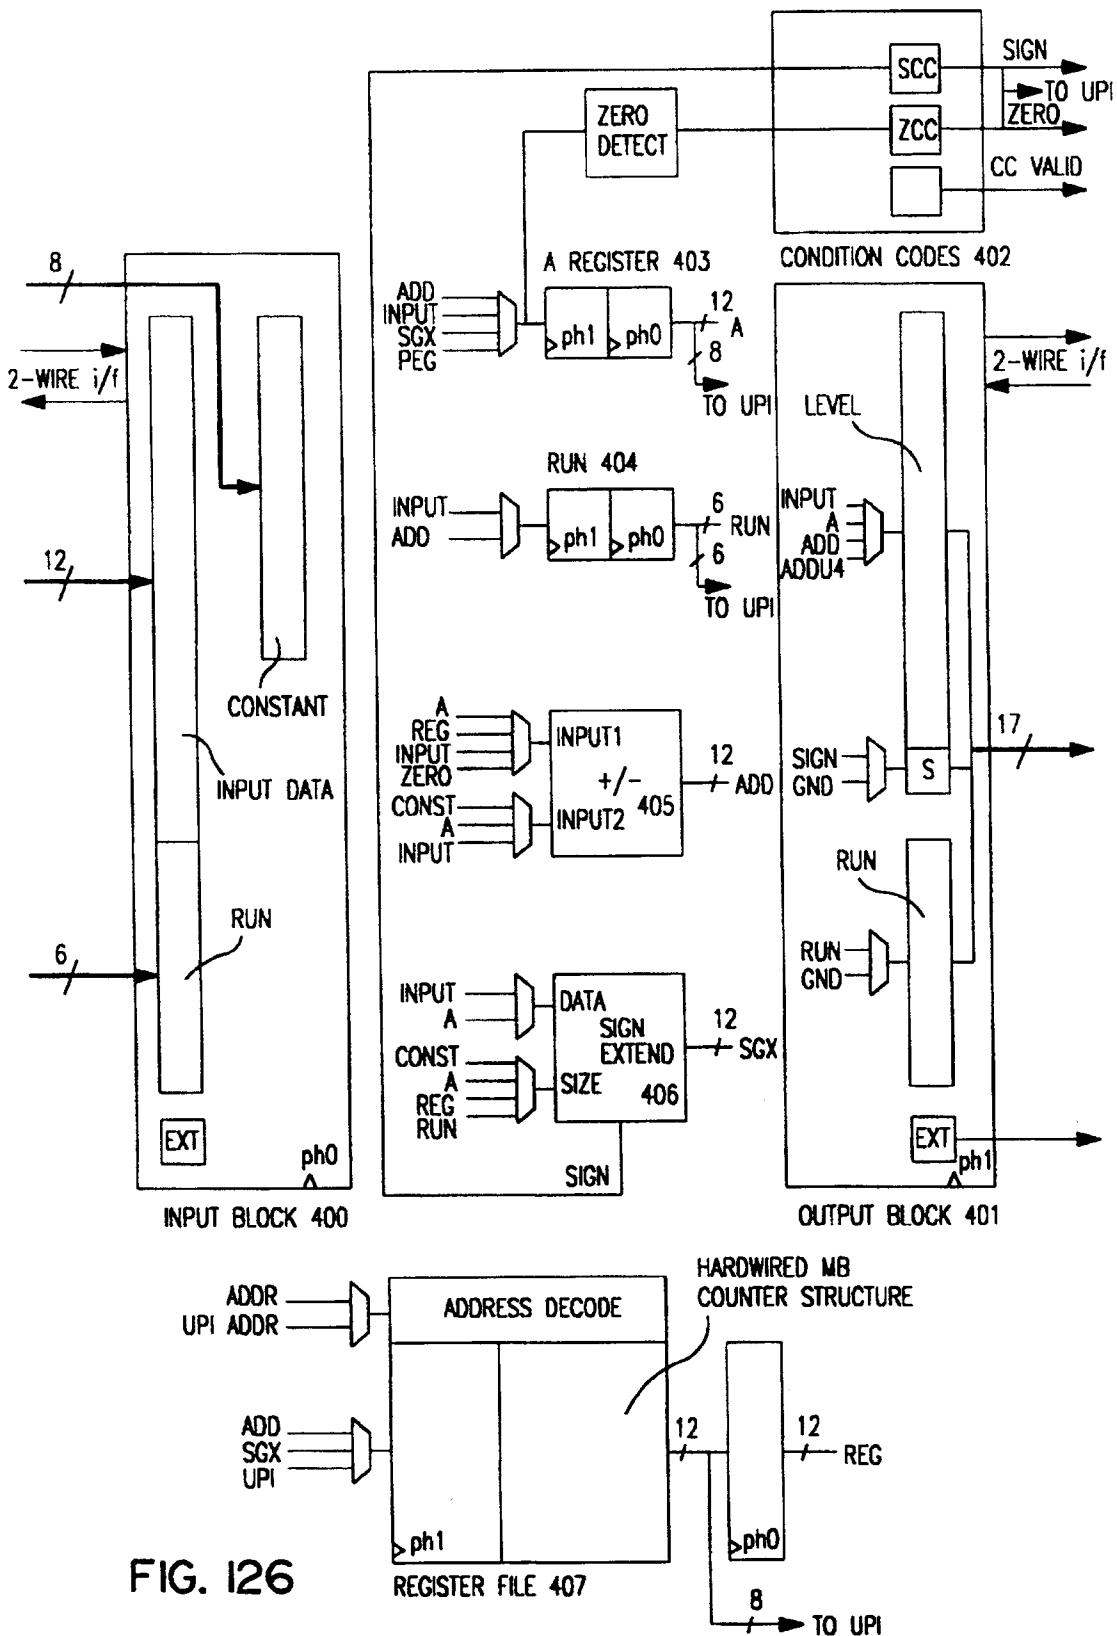 SCC
SIGN
TO UPI
ZERO
DETECT
ZCC
ZERO
CC VALID
CONDITION CODES 402
8
2-WIRE i/f
12
6
CONSTANT
INPUT DATA
RUN
EXT
ph0
INPUT BLOCK 400
A REGISTER 403
ADD
INPUT
SGX
PEG
ph1
ph0
12
A
8
TO UPI
RUN 404
INPUT
ADD
ph1
ph0
6
RUN
6
TO UPI
A
REG
INPUT
ZERO
CONST
A
INPUT
INPUT1
+/-
405
INPUT2
12
ADD
INPUT
A
CONST
A
REG
RUN
DATA
SIGN
EXTEND
SIZE
406
12
SGX
SIGN
2-WIRE i/f
LEVEL
INPUT
A
ADD
ADDU4
SIGN
GND
S
17
RUN
RUN
GND
EXT
ph1
OUTPUT BLOCK 401
HARDWIRED MB
COUNTER STRUCTURE
ADDR
UPI ADDR
ADDRESS DECODE
ADD
SGX
UPI
ph1
12
12
REG
ph0
8
TO UPI
REGISTER FILE 407
FIG. 126